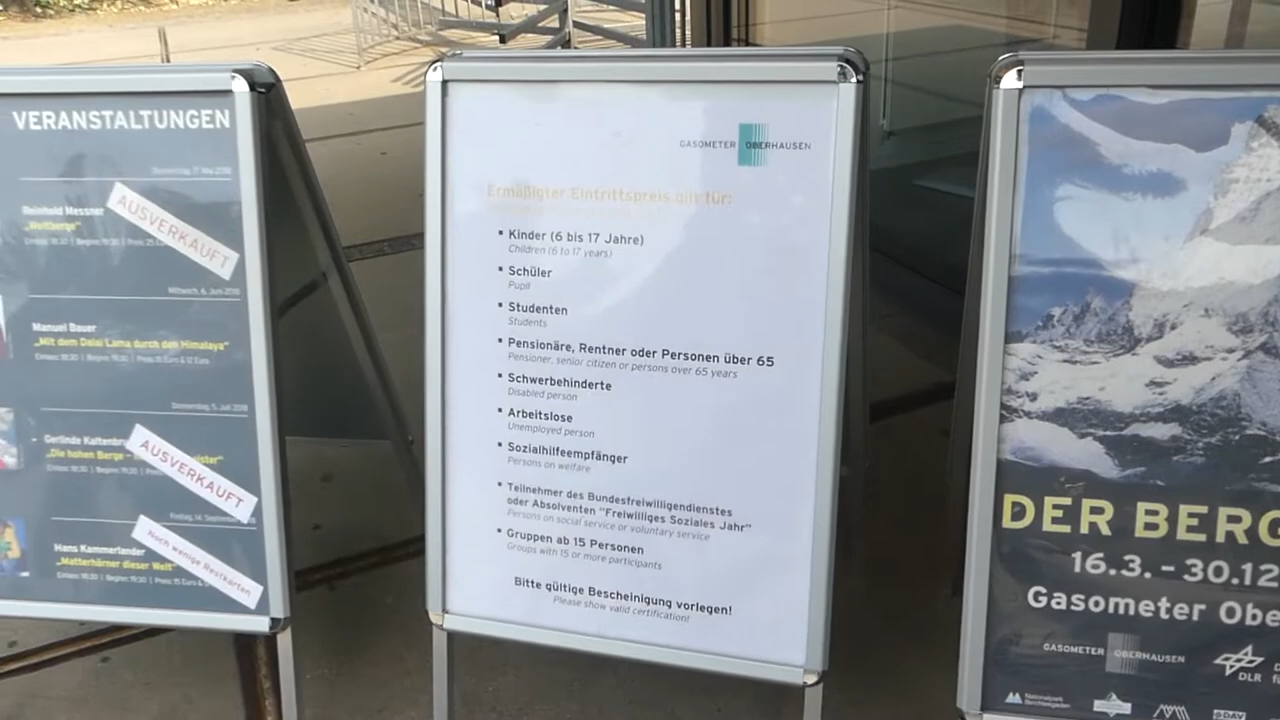 VERANSTALTUNGEN
Donnerstag, 17. Mai 2018
Reinhold Messner
„Weltberge“
Einlass: 18:30 | Beginn: 19:30 | Preis: 25 E
AUSVERKAUFT
Mittwoch, 6. Juni 2018
Manuel Bauer
„Mit dem Dalai Lama durch den Himalaya“
Einlass: 18:30 | Beginn: 19:30 | Preis: 15 Euro & 12 Euro
Donnerstag, 5. Juli 2018
Gerlinde Kaltenbru
„Die hohen Berge –
AUSVERKAUFT
Einlass: 18:30 | Beginn: 19:30 | Preis:
Freitag, 14. September
Hans Kammerlander
„Matterhörner dieser Welt“
Einlass: 18:30 | Beginn: 19:30 | Preis: 15 Euro &
Noch wenige Restkarten
GASOMETER OBERHAUSEN
Ermäßigter Eintrittspreis gilt für:
▪ Kinder (6 bis 17 Jahre)
Children (6 to 17 years)
▪ Schüler
Pupil
▪ Studenten
Students
▪ Pensionäre, Rentner oder Personen über 65
Pensioner, senior citizen or persons over 65 years
▪ Schwerbehinderte
Disabled person
▪ Arbeitslose
Unemployed person
▪ Sozialhilfeempfänger
Persons on welfare
▪ Teilnehmer des Bundesfreiwilligendienstes
oder Absolventen "Freiwilliges Soziales Jahr"
Persons on social service or voluntary service
▪ Gruppen ab 15 Personen
Groups with 15 or more participants
Bitte gültige Bescheinigung vorlegen!
Please show valid certification!
DER BERG
16.3. – 30.12
Gasometer Obe
GASOMETER OBERHAUSEN
DLR
Nationalpark
Berchtesgaden
DAV